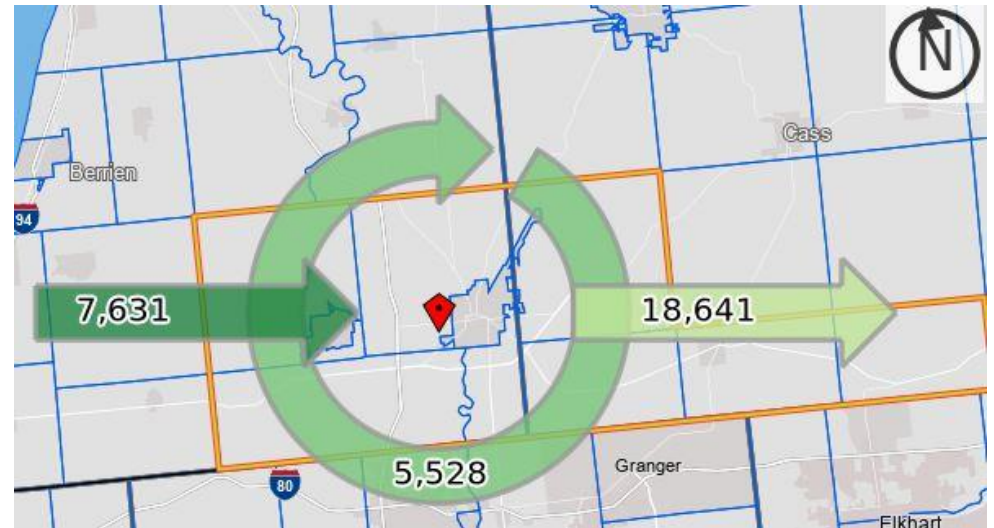 N
Cass
Berrien
94
7,631
18,641
5,528
Granger
80
Elkhart